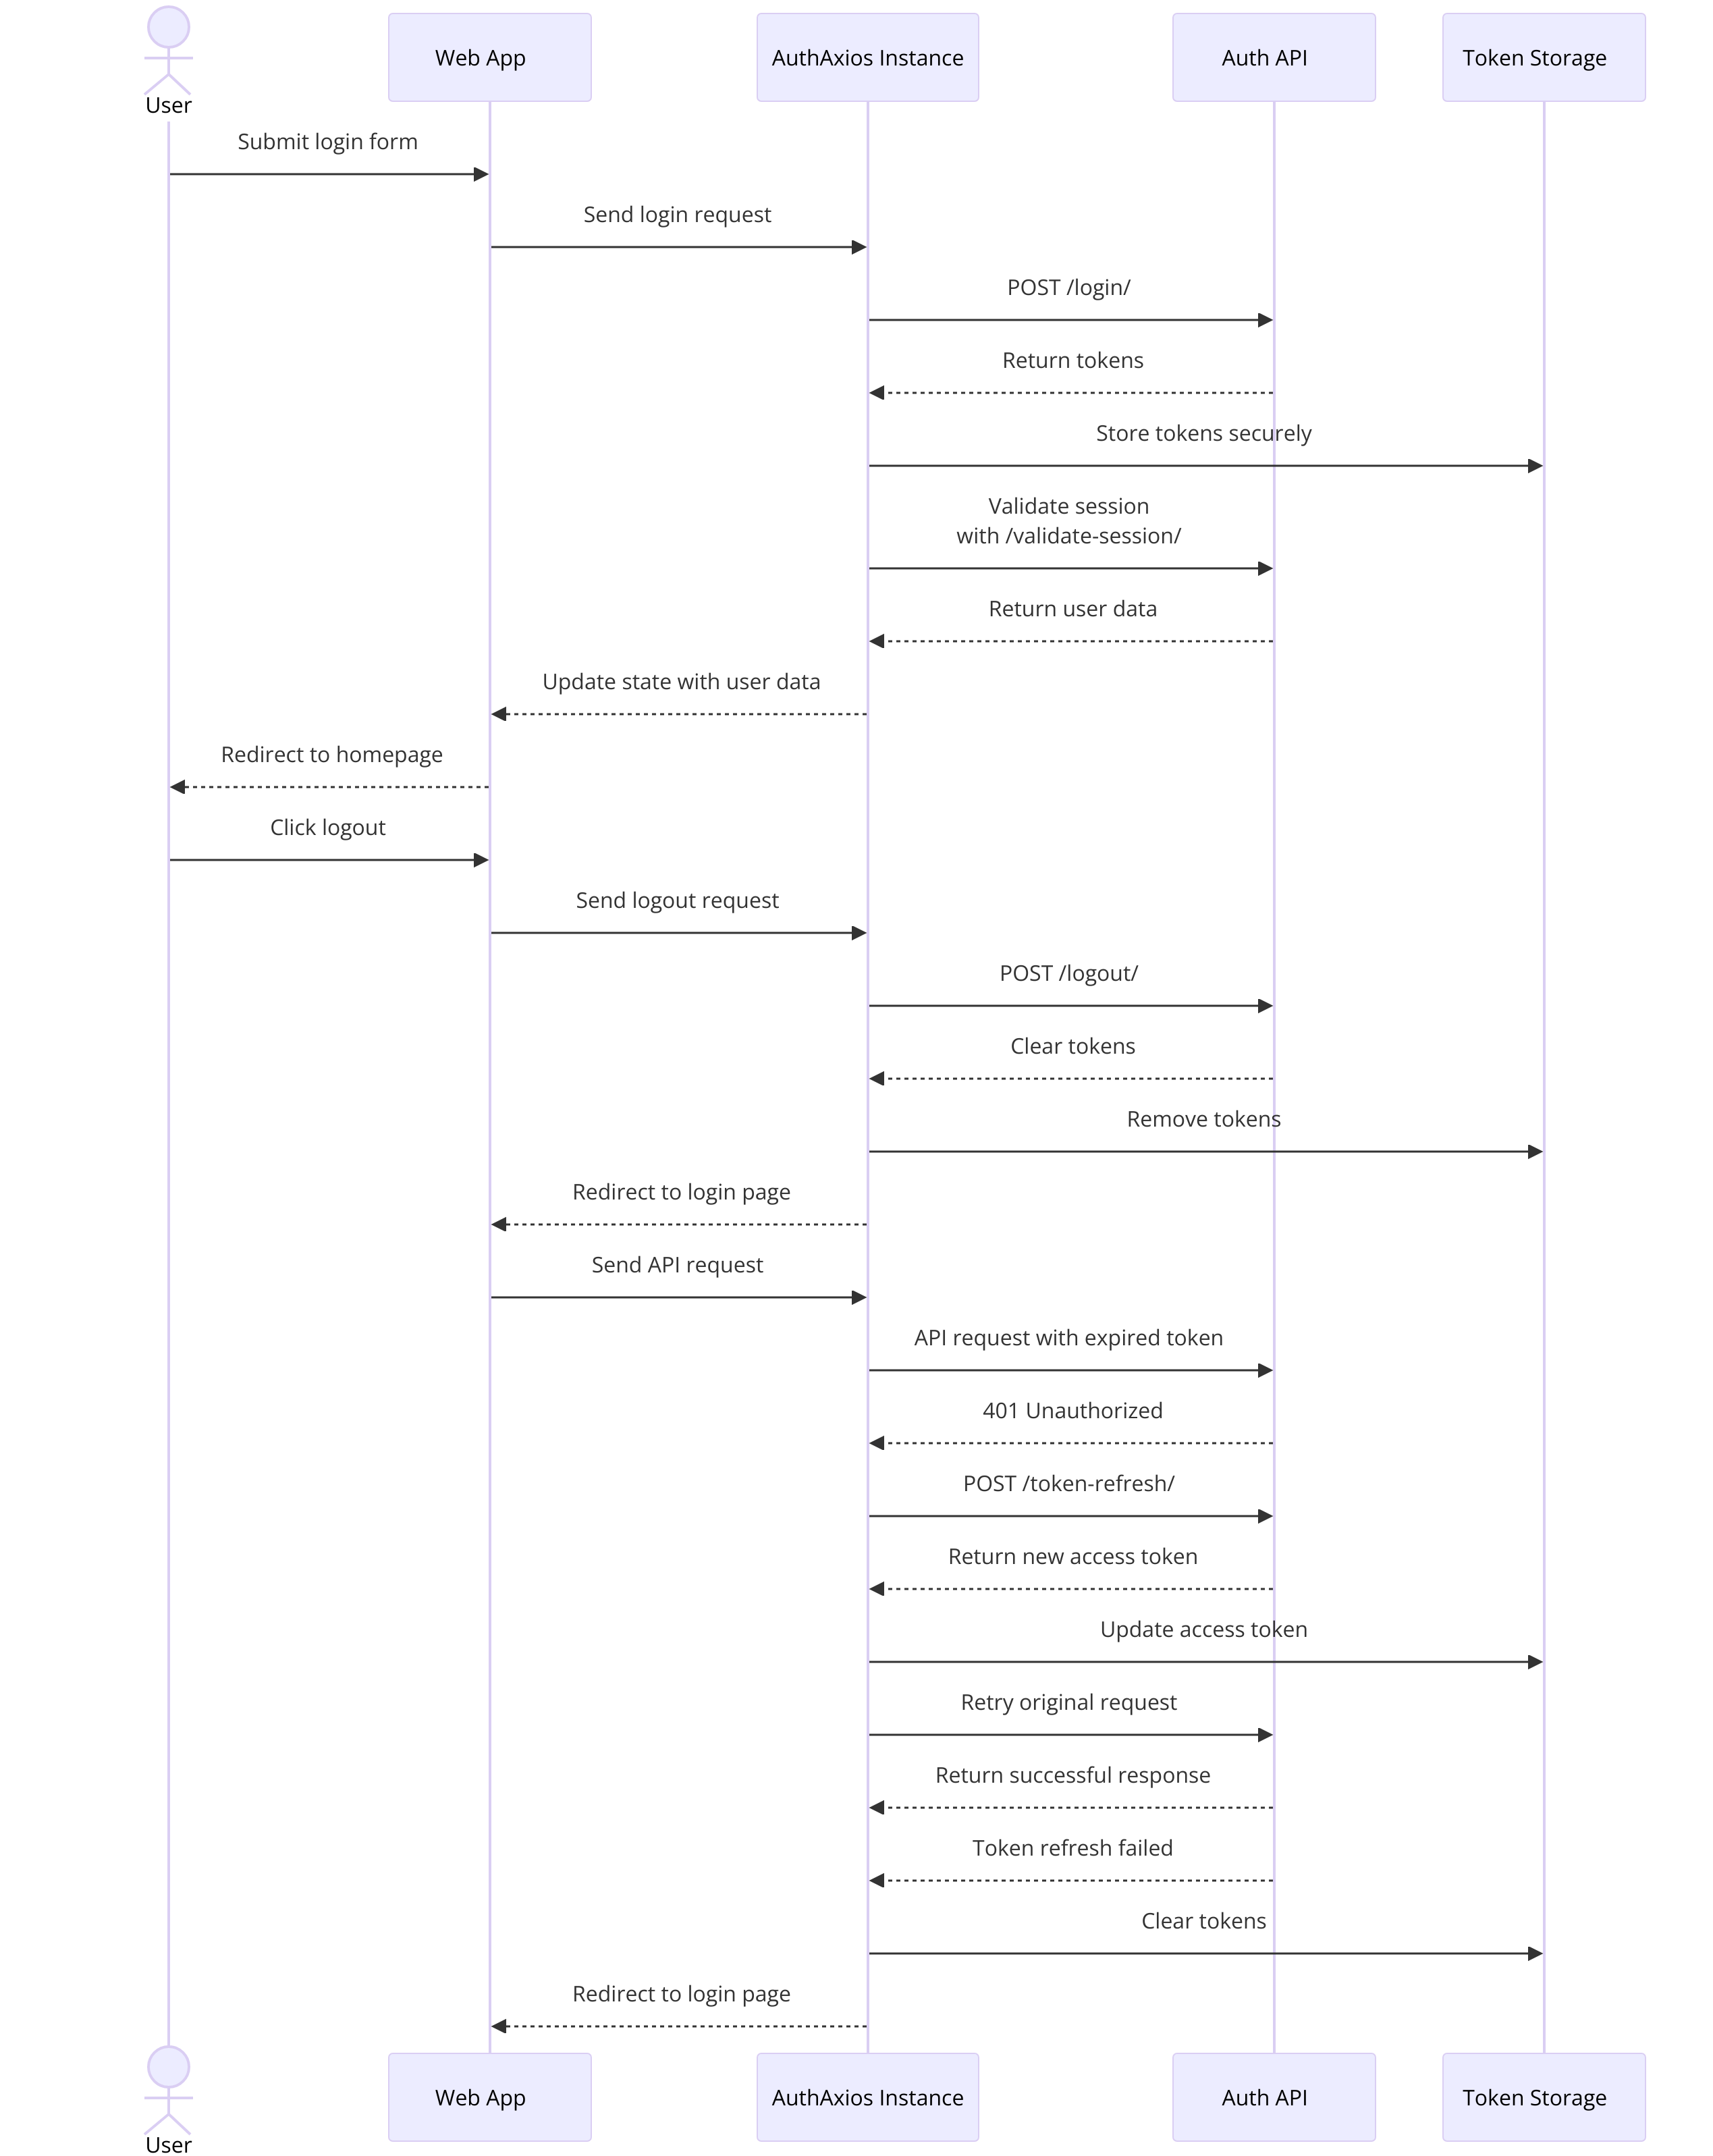 User
Web App
AuthAxios Instance
Auth API
Token Storage
Submit login form
Send login request
POST /login/
Return tokens
Store tokens securely
Validate session
with /validate-session/
Return user data
Update state with user data
Redirect to homepage
Click logout
Send logout request
POST /logout/
Clear tokens
Remove tokens
Redirect to login page
Send API request
API request with expired token
401 Unauthorized
POST /token-refresh/
Return new access token
Update access token
Retry original request
Return successful response
Token refresh failed
Clear tokens
Redirect to login page
User
Web App
AuthAxios Instance
Auth API
Token Storage